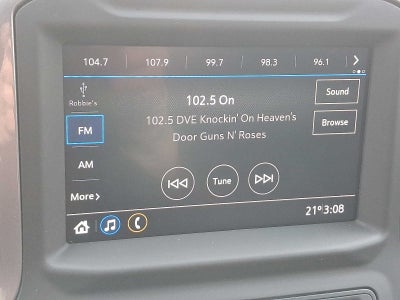 104.7 107.9 99.7 98.3 96.1
Robbie's
102.5 On
Sound
FM
102.5 DVE Knockin' On Heaven's
Door Guns N' Roses
Browse
AM
More
Tune
21° 3:08